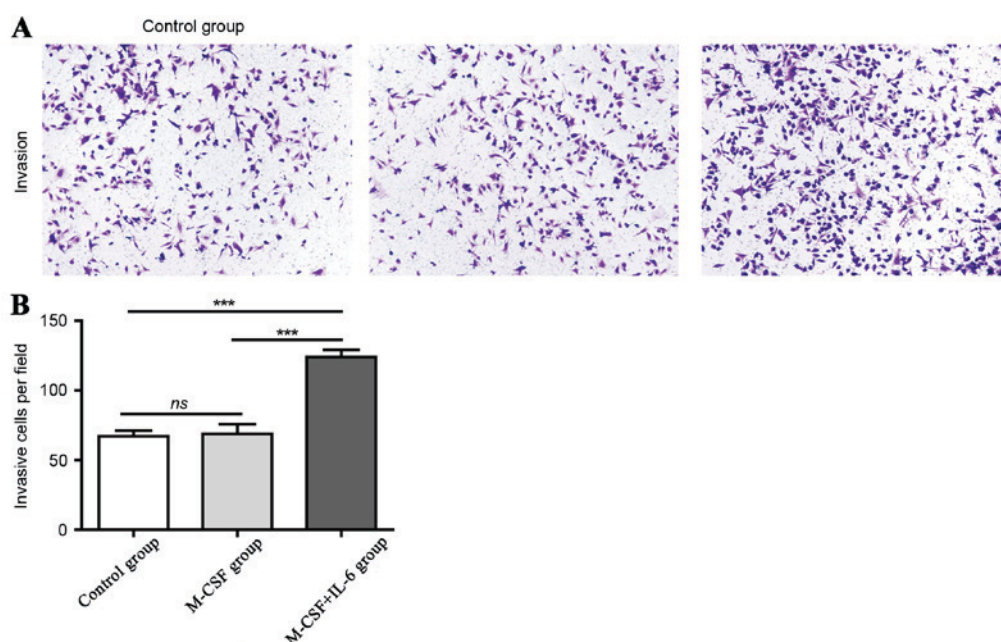 A
Control group
Invasion
B
***
***
ns
150
100
50
0
Invasive cells per field
Control group
M-CSF group
M-CSF+IL-6 group